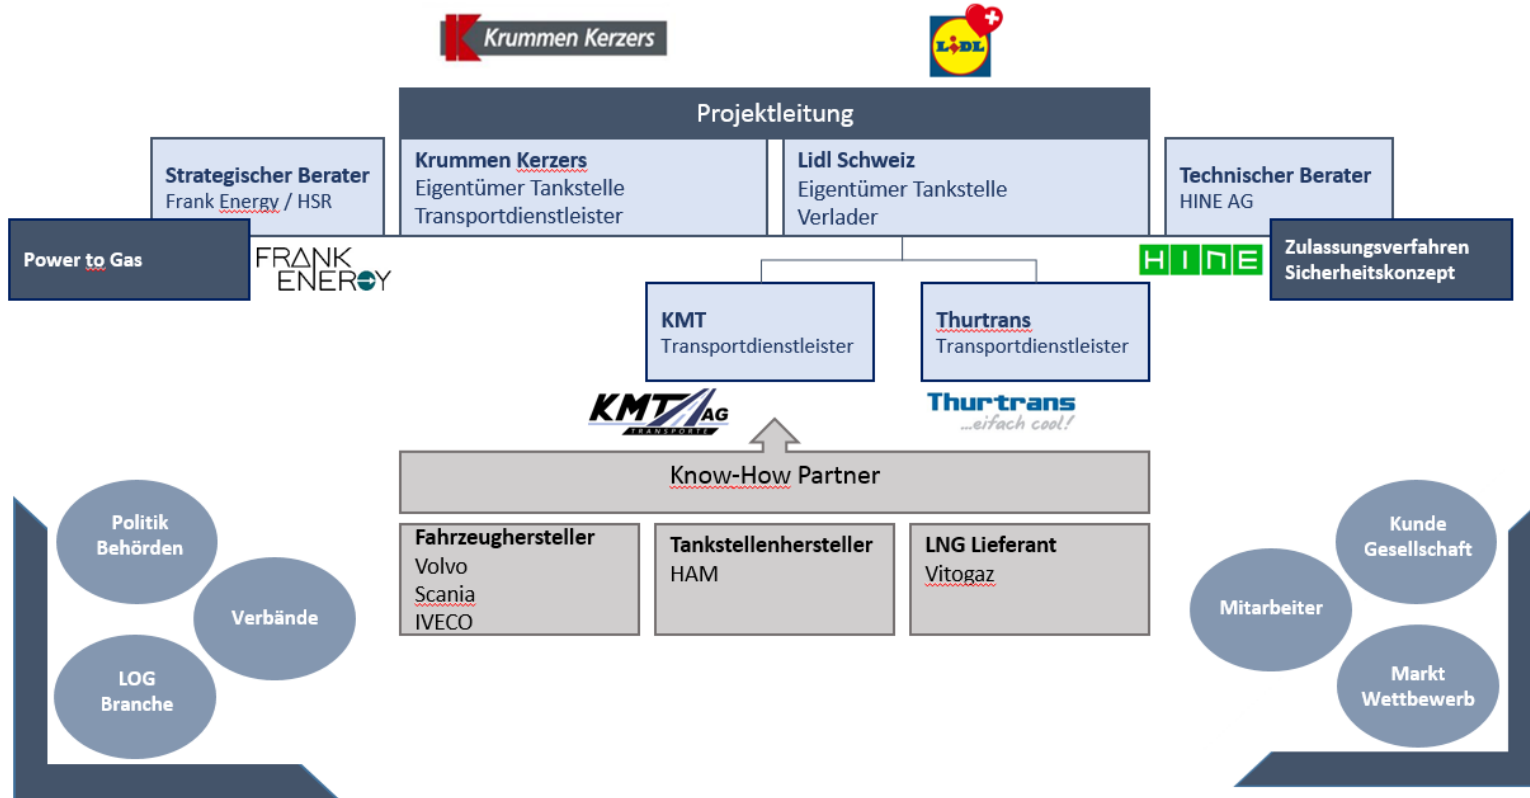 Krummen Kerzers
LIDL
Projektleitung
Strategischer Berater
Frank Energy / HSR
Krummen Kerzers
Eigentümer Tankstelle
Transportdienstleister
Lidl Schweiz
Eigentümer Tankstelle
Verlader
Technischer Berater
HINE AG
Power to Gas
FRANK
ENERGY
HINE
Zulassungsverfahren
Sicherheitskonzept
KMT
Transportdienstleister
Thurtrans
Transportdienstleister
KMT AG
TRANSPORTE
Thurtrans
...eifach cool!
Know-How Partner
Fahrzeughersteller
Volvo
Scania
IVECO
Tankstellenhersteller
HAM
LNG Lieferant
Vitogaz
Politik
Behörden
Verbände
LOG
Branche
Kunde
Gesellschaft
Mitarbeiter
Markt
Wettbewerb